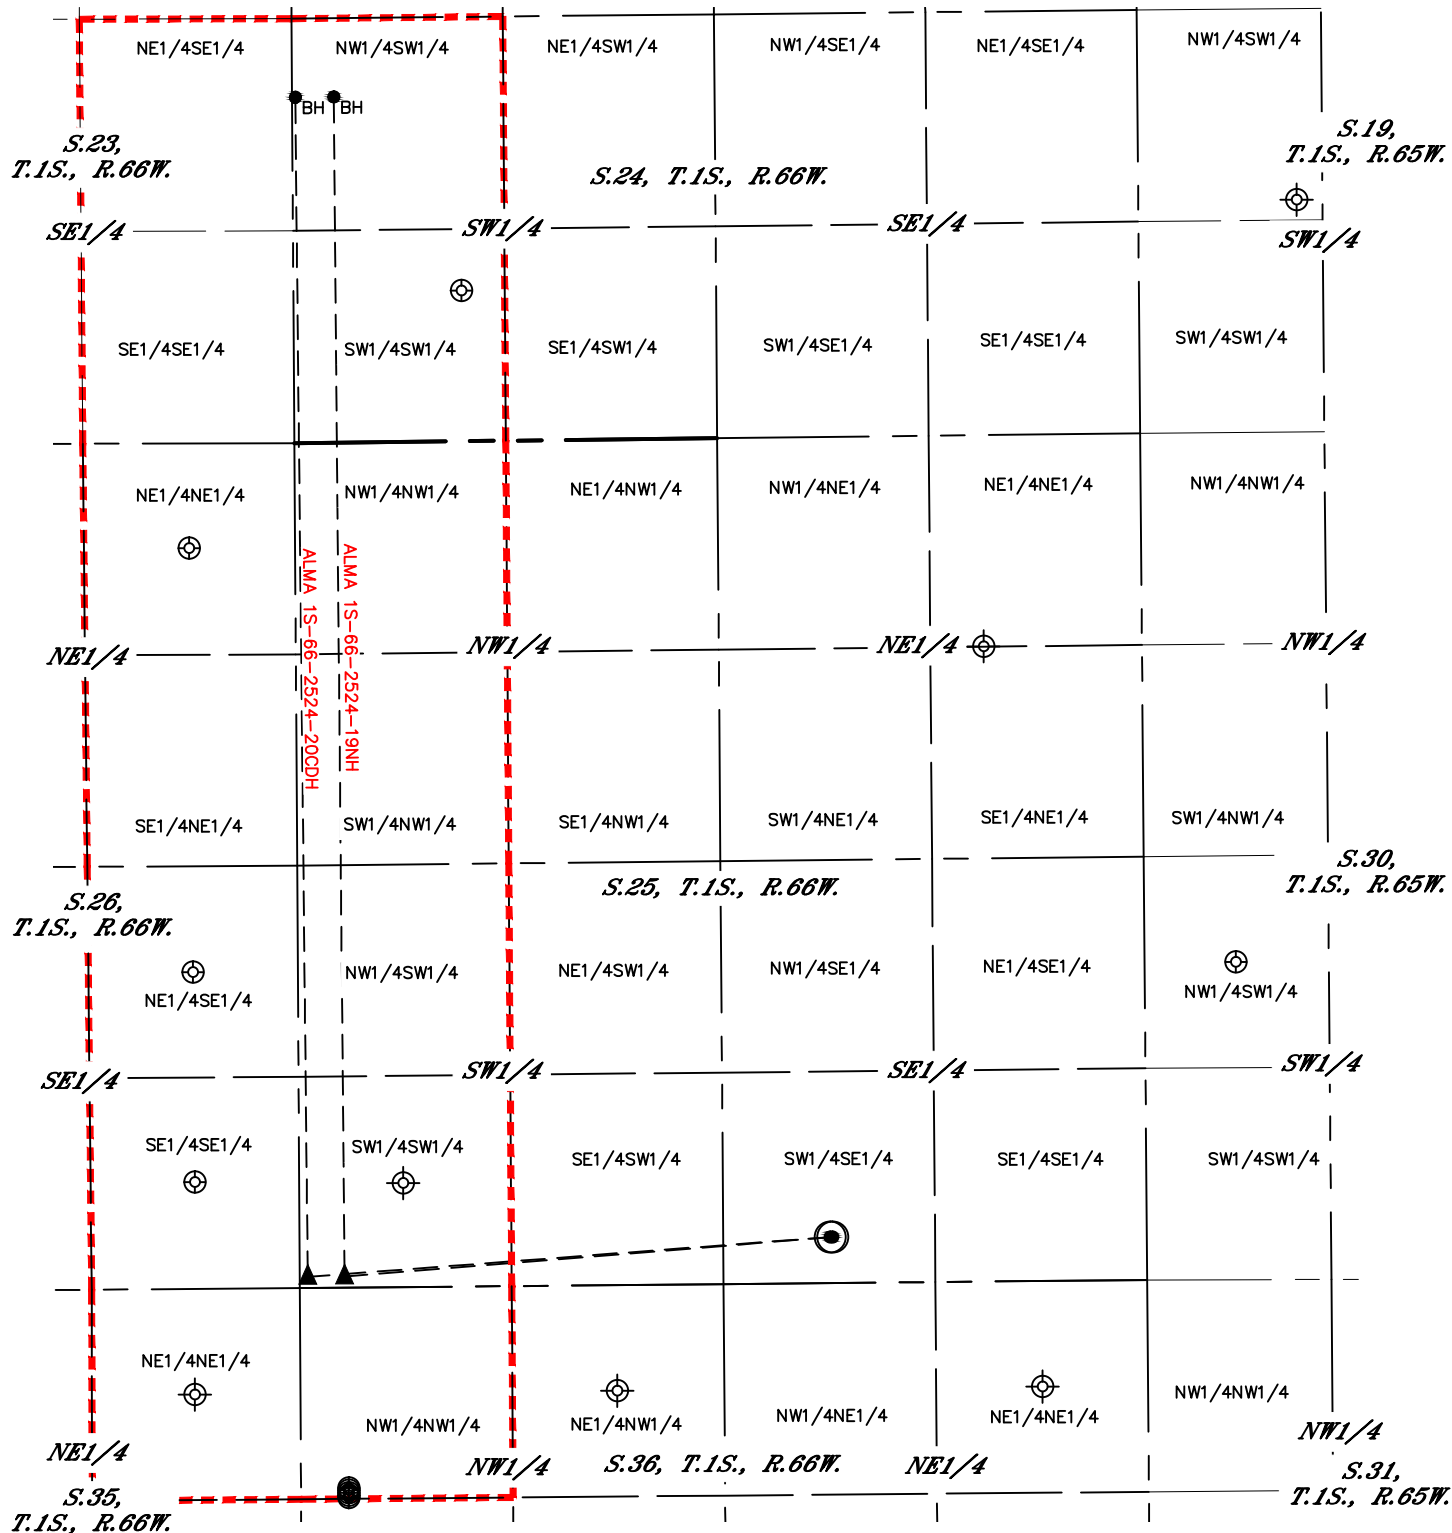 NE1/4SE1/4 NW1/4SW1/4 NE1/4SW1/4 NW1/4SE1/4 NE1/4SE1/4 NW1/4SW1/4
BH BH
S.23,
T.1S., R.66W.
S.24, T.1S., R.66W.
S.19,
T.1S., R.65W.
SE1/4 SW1/4 SE1/4 SW1/4
SE1/4SE1/4 SW1/4SW1/4 SE1/4SW1/4 SW1/4SE1/4 SE1/4SE1/4 SW1/4SW1/4
NE1/4NE1/4 NW1/4NW1/4 NE1/4NW1/4 NW1/4NE1/4 NE1/4NE1/4 NW1/4NW1/4
ALMA 1S-66-2524-20CDH
ALMA 1S-66-2524-19NH
NE1/4 NW1/4 NE1/4 NW1/4
SE1/4NE1/4 SW1/4NW1/4 SE1/4NW1/4 SW1/4NE1/4 SE1/4NE1/4 SW1/4NW1/4
S.26,
T.1S., R.66W.
S.25, T.1S., R.66W.
S.30,
T.1S., R.65W.
NE1/4SE1/4 NW1/4SW1/4 NE1/4SW1/4 NW1/4SE1/4 NE1/4SE1/4 NW1/4SW1/4
SE1/4 SW1/4 SE1/4 SW1/4
SE1/4SE1/4 SW1/4SW1/4 SE1/4SW1/4 SW1/4SE1/4 SE1/4SE1/4 SW1/4SW1/4
NE1/4NE1/4 NW1/4NW1/4 NE1/4NW1/4 NW1/4NE1/4 NE1/4NE1/4 NW1/4NW1/4
NE1/4 NW1/4 NE1/4 NW1/4
S.35,
T.1S., R.66W.
S.36, T.1S., R.66W.
S.31,
T.1S., R.65W.